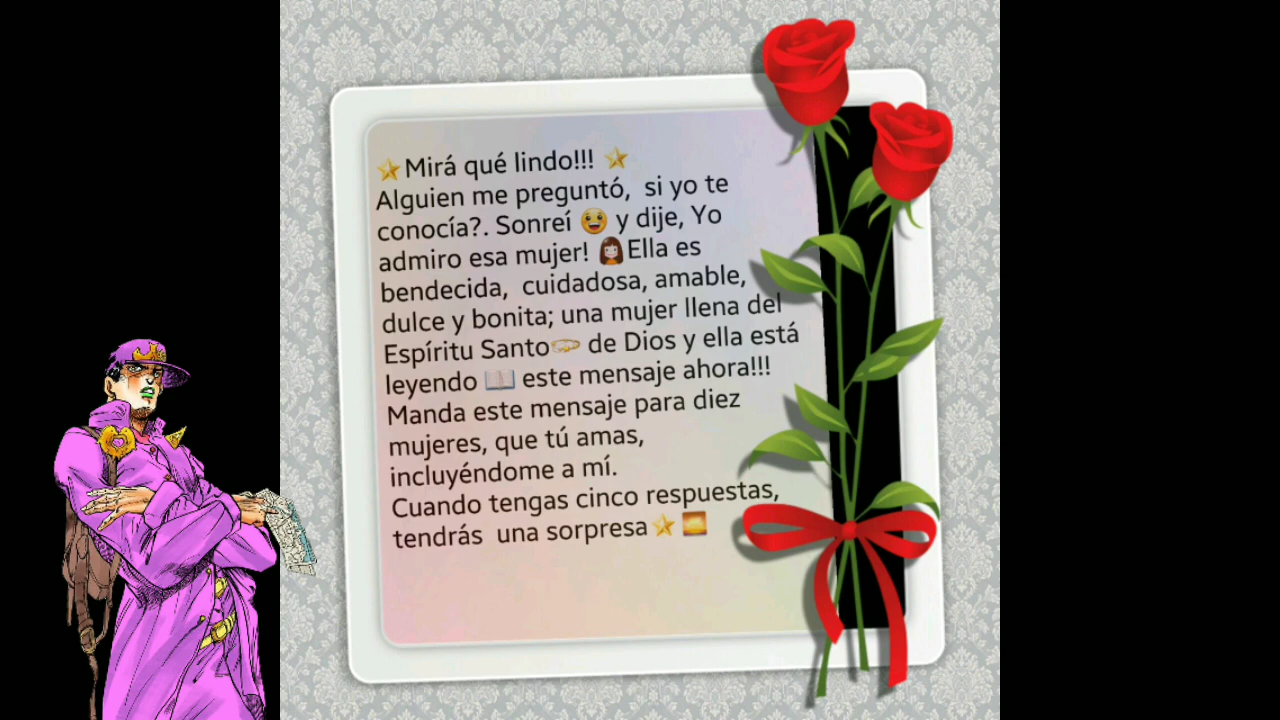 ⭐Mirá qué lindo!!! ⭐
Alguien me preguntó, si yo te
conocía?. Sonreí 😀 y dije, Yo
admiro esa mujer! 👩Ella es
bendecida, cuidadosa, amable,
dulce y bonita; una mujer llena del
Espíritu Santo💫 de Dios y ella está
leyendo 📖 este mensaje ahora!!!
Manda este mensaje para diez
mujeres, que tú amas,
incluyéndome a mí.
Cuando tengas cinco respuestas,
tendrás una sorpresa⭐ 🌅